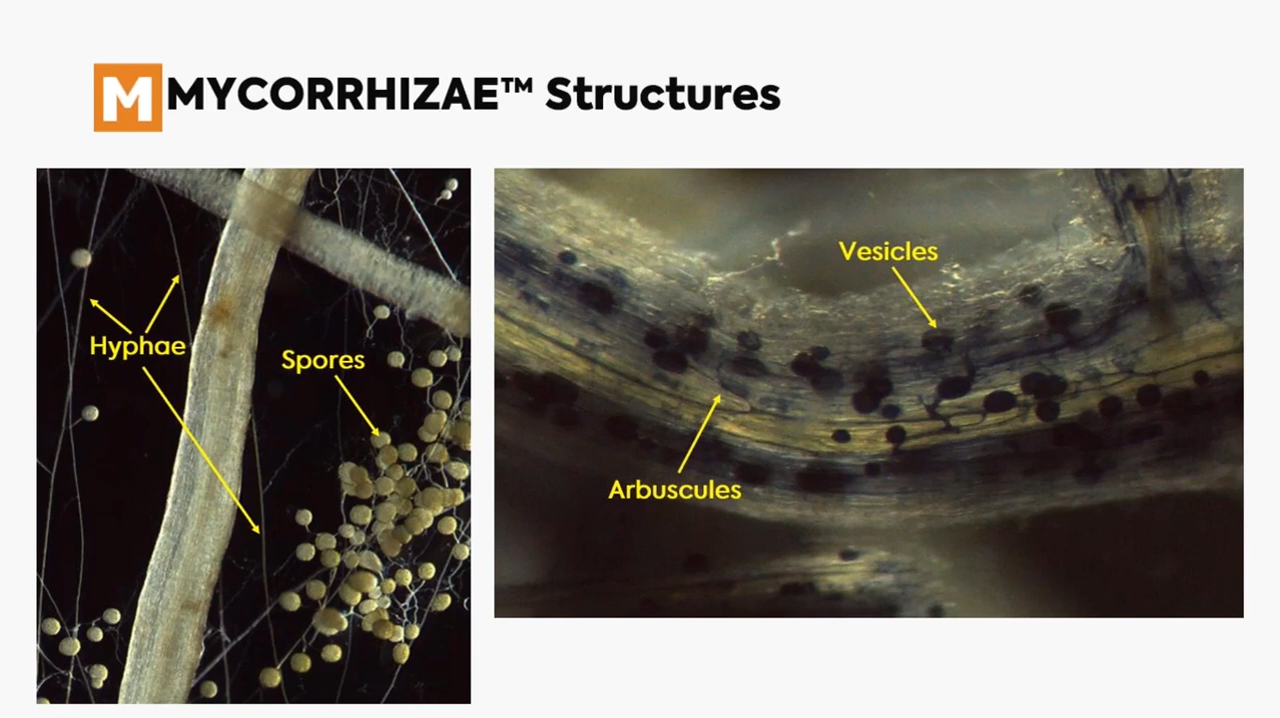 M MYCORRHIZAE™ Structures
Hyphae
Spores
Vesicles
Arbuscules